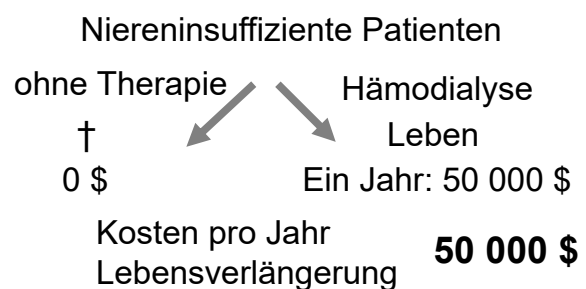 Niereninsuffiziente Patienten
ohne Therapie
†
0 $
Hämodialyse
Leben
Ein Jahr: 50 000 $
Kosten pro Jahr
Lebensverlängerung
50 000 $